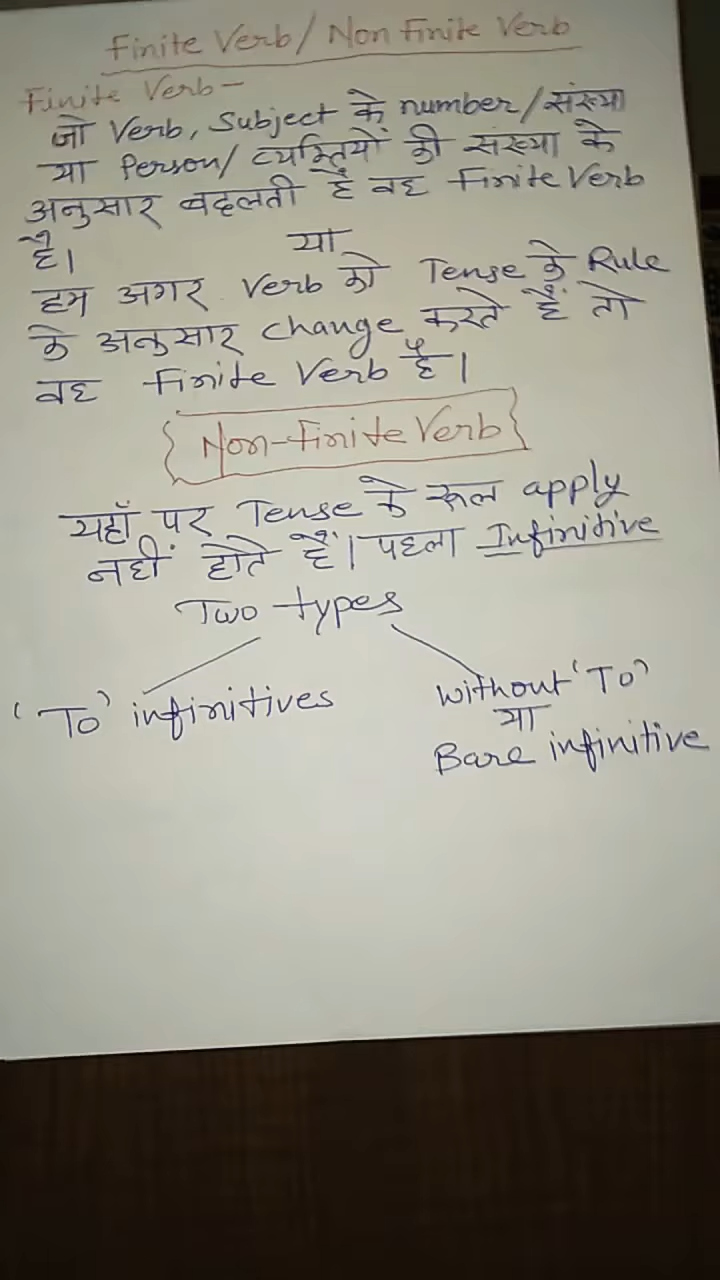 Finite Verb / Non Finite Verb
Finite Verb -
जो Verb, Subject के number/संख्या
या Person/ व्यक्तियों की संख्या के
अनुसार बदलती है वह Finite Verb
है।
या
हम अगर Verb को Tense के Rule
के अनुसार change करते हैं तो
वह Finite Verb है।
{Non-Finite Verb}
यहाँ पर Tense के रूल apply
नहीं होते हैं। पहला Infinitive
Two types
'To' infinitives
without 'To'
या
Bare infinitive